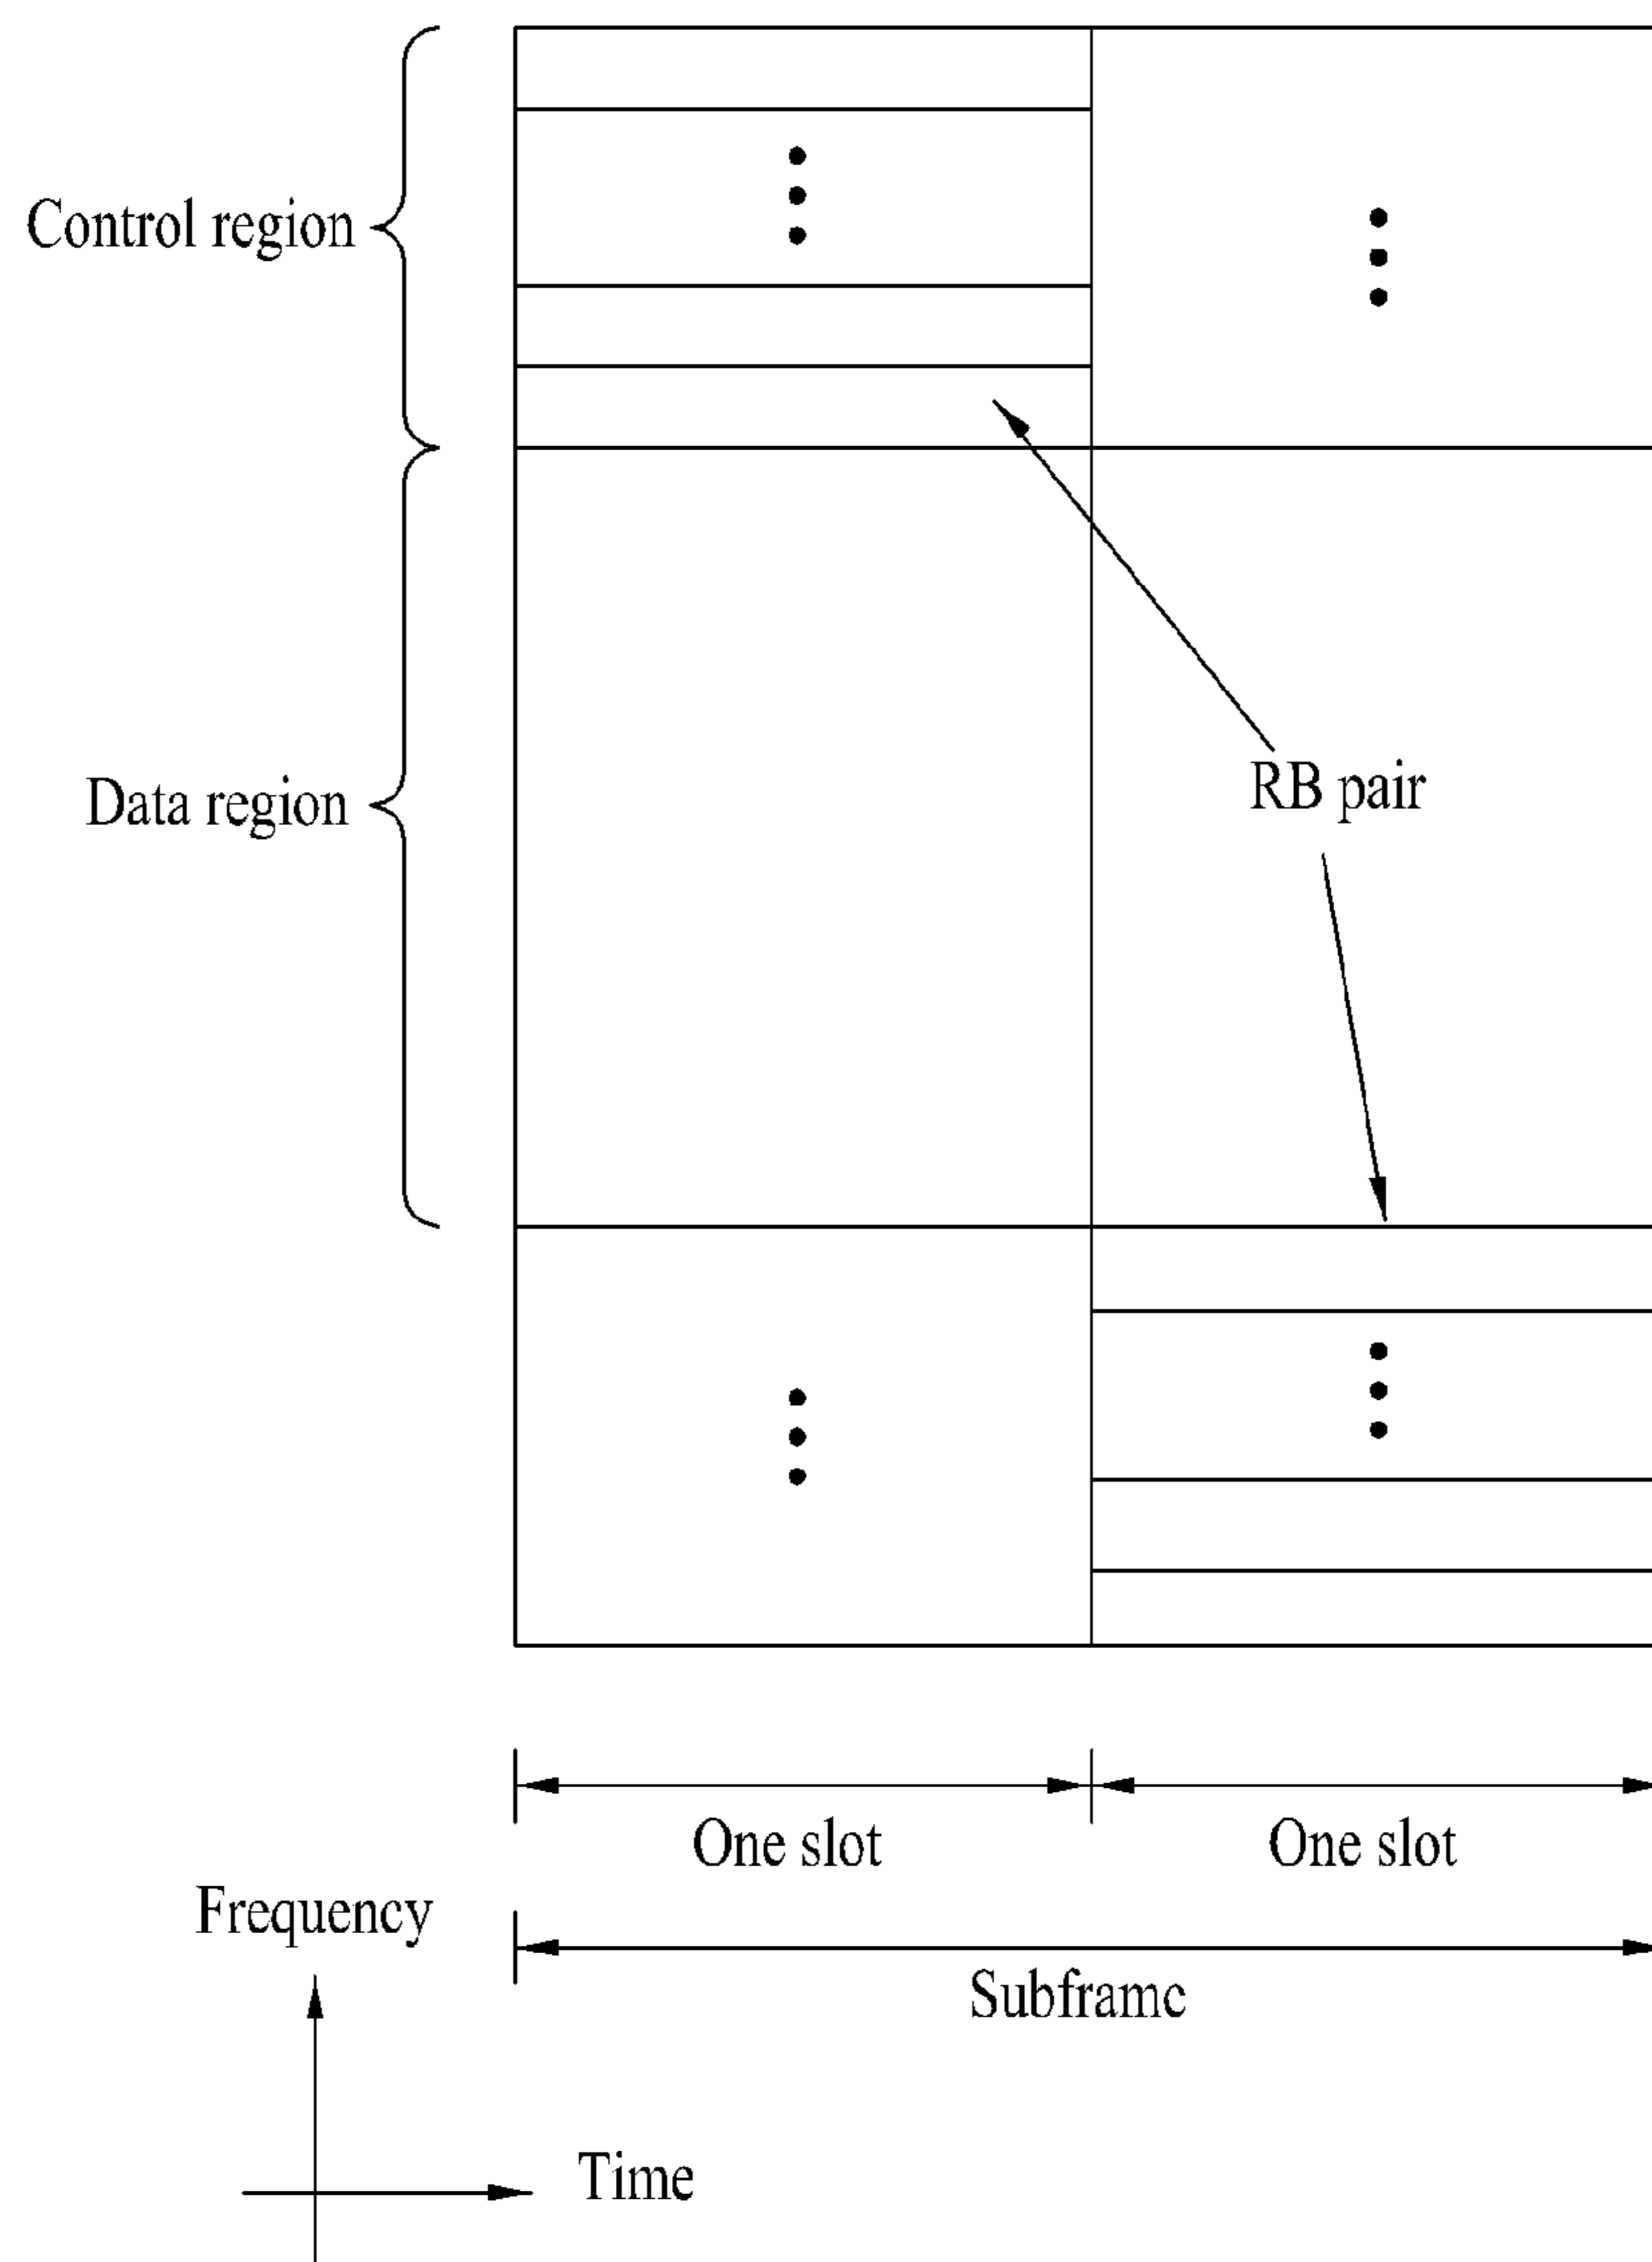 Control region
Data region
RB pair
One slot
One slot
Frequency
Subframe
Time